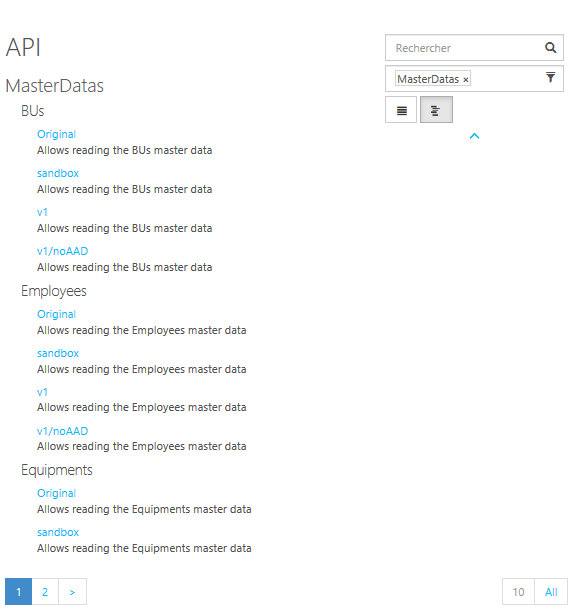 API
Rechercher
MasterDatas ×
MasterDatas
BUs
Original
Allows reading the BUs master data
sandbox
Allows reading the BUs master data
v1
Allows reading the BUs master data
v1/noAAD
Allows reading the BUs master data
Employees
Original
Allows reading the Employees master data
sandbox
Allows reading the Employees master data
v1
Allows reading the Employees master data
v1/noAAD
Allows reading the Employees master data
Equipments
Original
Allows reading the Equipments master data
sandbox
Allows reading the Equipments master data
1 2 > 10 All